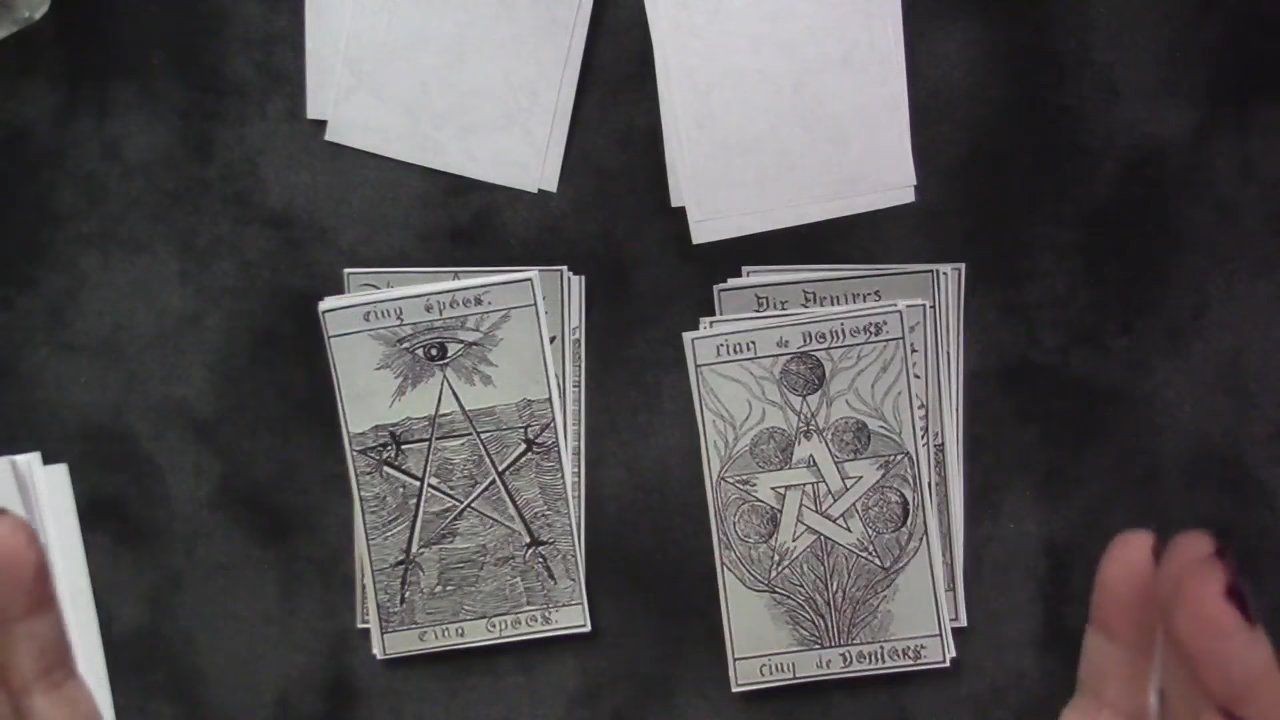 cinq épées.
cinq épées.
Dix Deniers
cinq de Deniers.
cinq de Deniers.